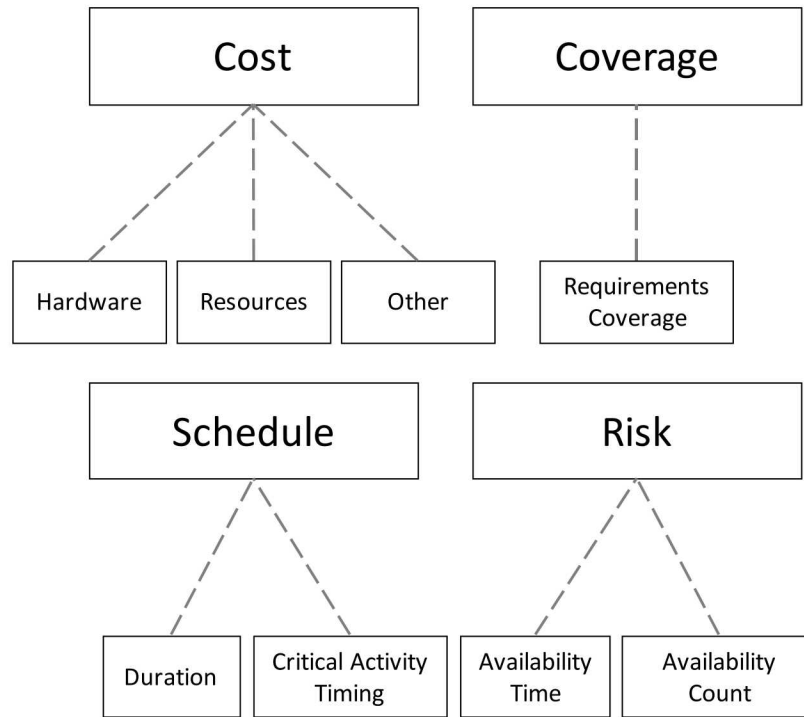 Cost
Coverage
Hardware
Resources
Other
Requirements
Coverage
Schedule
Risk
Duration
Critical Activity
Timing
Availability
Time
Availability
Count